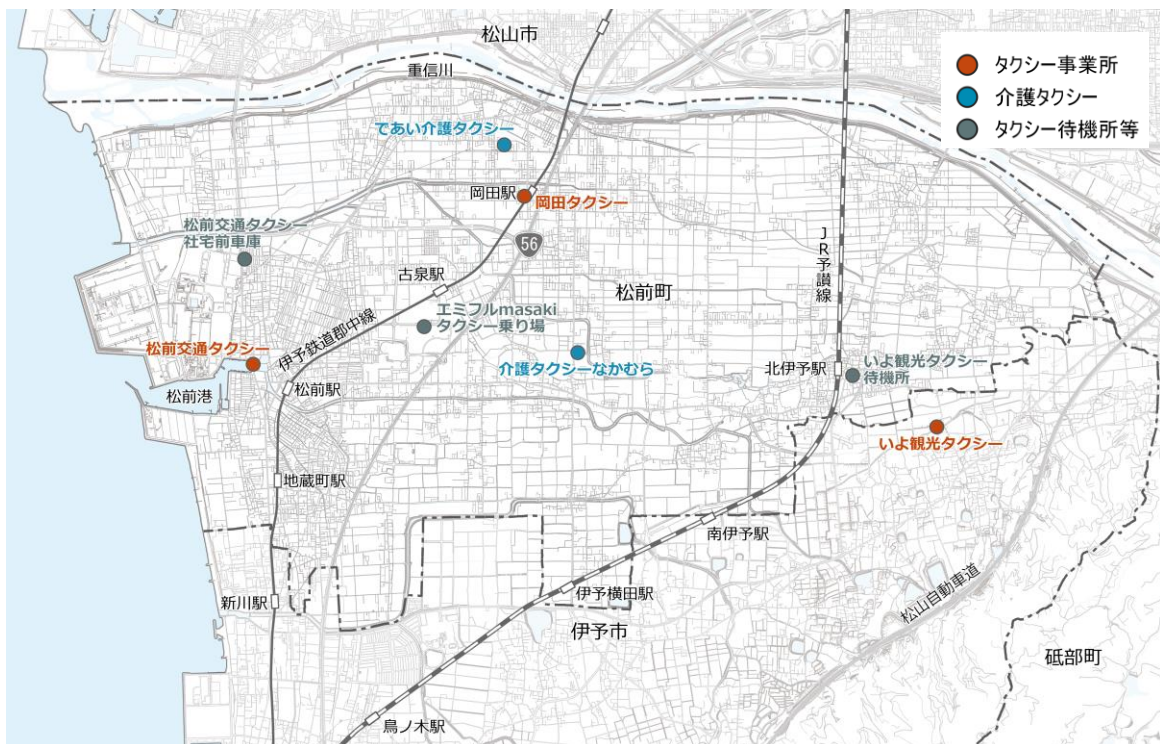 松山市
重信川
タクシー事業所
介護タクシー
タクシー待機所等
であい介護タクシー
岡田駅
岡田タクシー
松前交通タクシー
社宅前車庫
56
JR予讃線
古泉駅
松前町
エミフルmasaki
タクシー乗り場
伊予鉄道郡中線
松前交通タクシー
介護タクシーなかむら
北伊予駅
いよ観光タクシー
待機所
松前港
松前駅
いよ観光タクシー
地蔵町駅
南伊予駅
伊予横田駅
新川駅
松山自動車道
伊予市
砥部町
鳥ノ木駅